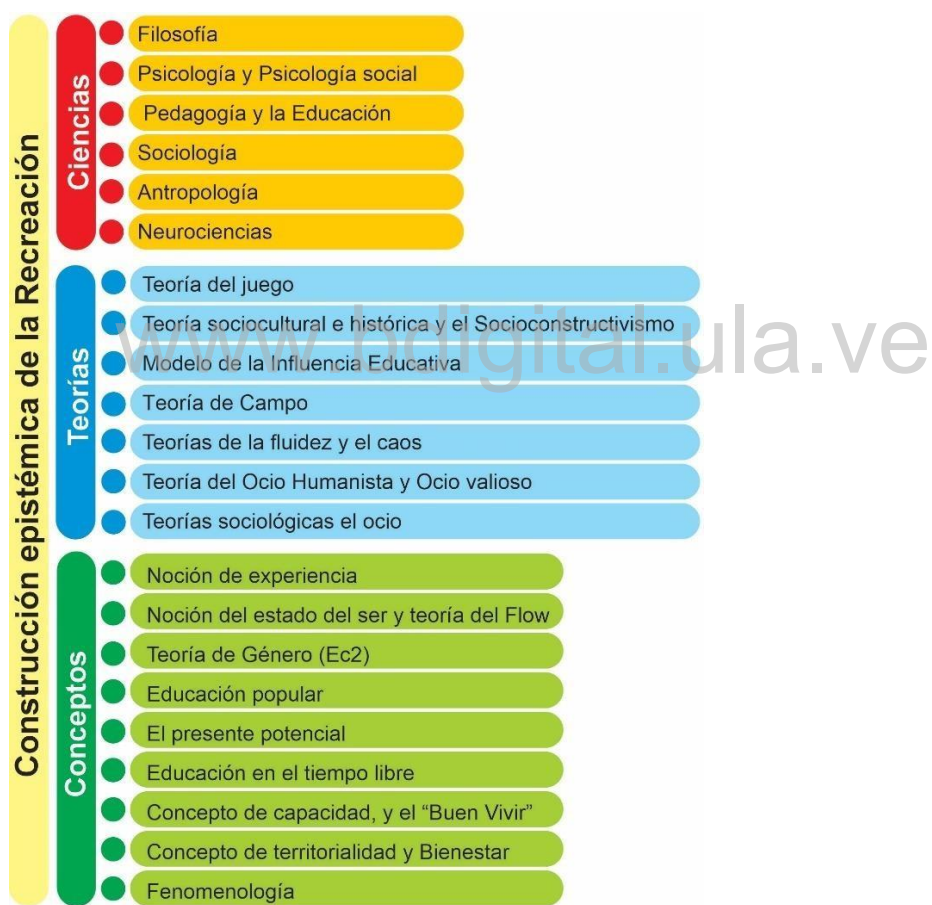 Construcción epistémica de la Recreación
Ciencias
Filosofía
Psicología y Psicología social
Pedagogía y la Educación
Sociología
Antropología
Neurociencias
Teorías
Teoría del juego
Teoría sociocultural e histórica y el Socioconstructivismo
www.bdigital.ula.ve
Modelo de la Influencia Educativa
Teoría de Campo
Teorías de la fluidez y el caos
Teoría del Ocio Humanista y Ocio valioso
Teorías sociológicas el ocio
Conceptos
Noción de experiencia
Noción del estado del ser y teoría del Flow
Teoría de Género (Ec2)
Educación popular
El presente potencial
Educación en el tiempo libre
Concepto de capacidad, y el “Buen Vivir”
Concepto de territorialidad y Bienestar
Fenomenología